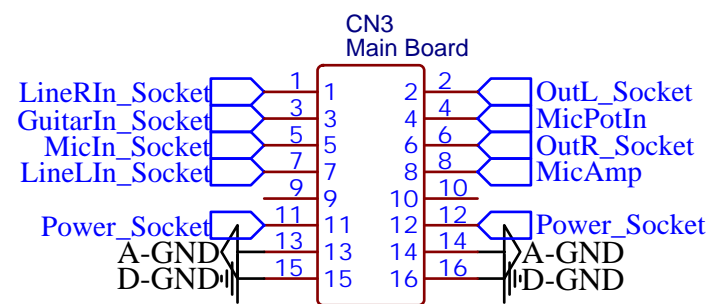 CN3
Main Board
LineRIn_Socket 1 1 2 2 OutL_Socket
GuitarIn_Socket 3 3 4 4 MicPotIn
MicIn_Socket 5 5 6 6 OutR_Socket
LineLIn_Socket 7 7 8 8 MicAmp
9 9 10 10
Power_Socket 11 11 12 12 Power_Socket
A-GND 13 13 14 14 A-GND
D-GND 15 15 16 16 D-GND